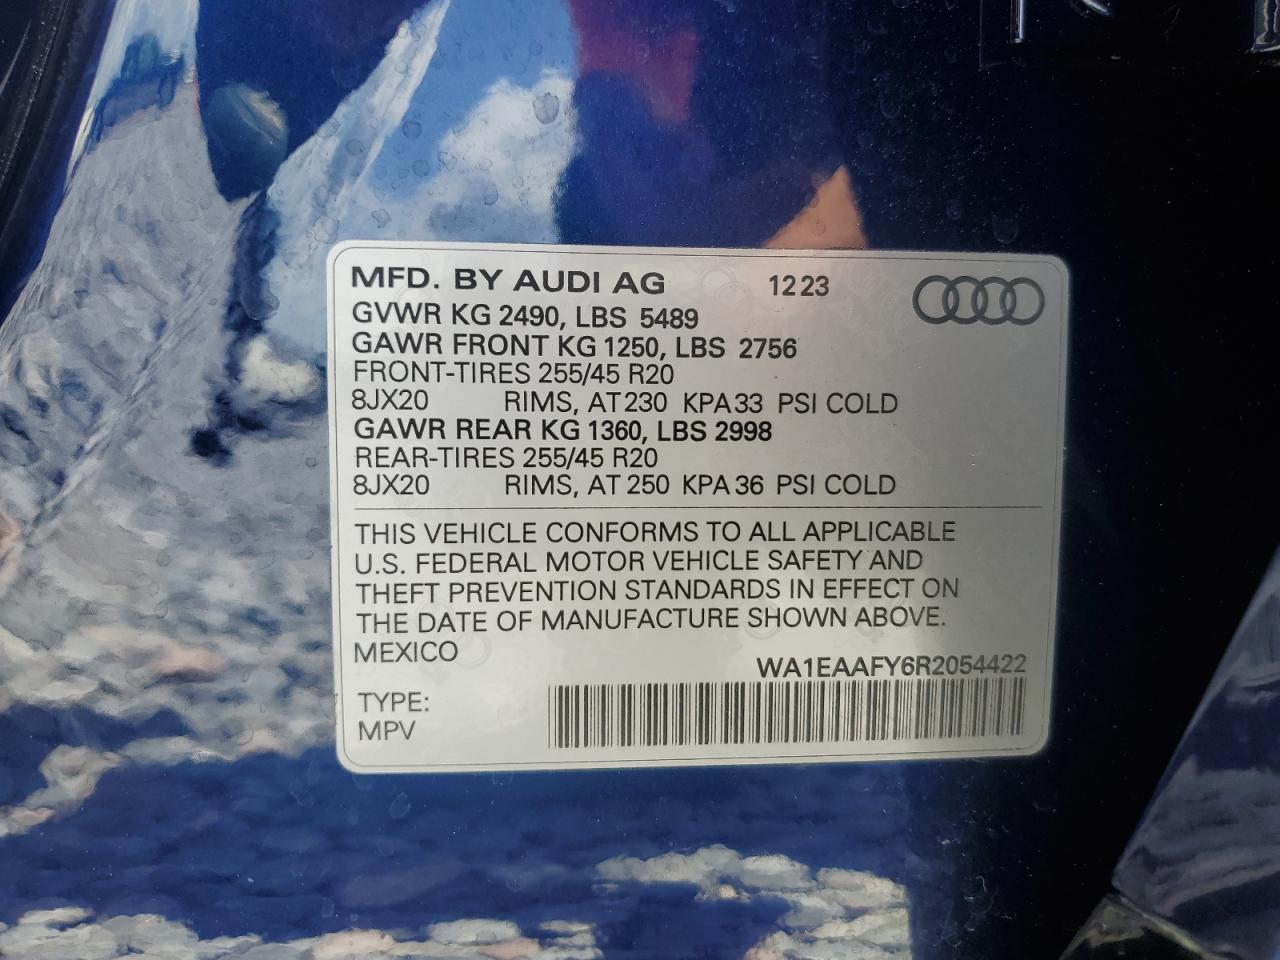 MFD. BY AUDI AG 12 23
GVWR KG 2490, LBS 5489
GAWR FRONT KG 1250, LBS 2756
FRONT-TIRES 255/45 R20
8JX20 RIMS, AT 230 KPA 33 PSI COLD
GAWR REAR KG 1360, LBS 2998
REAR-TIRES 255/45 R20
8JX20 RIMS, AT 250 KPA 36 PSI COLD
THIS VEHICLE CONFORMS TO ALL APPLICABLE
U.S. FEDERAL MOTOR VEHICLE SAFETY AND
THEFT PREVENTION STANDARDS IN EFFECT ON
THE DATE OF MANUFACTURE SHOWN ABOVE.
MEXICO
WA1EAAFY6R2054422
TYPE:
MPV